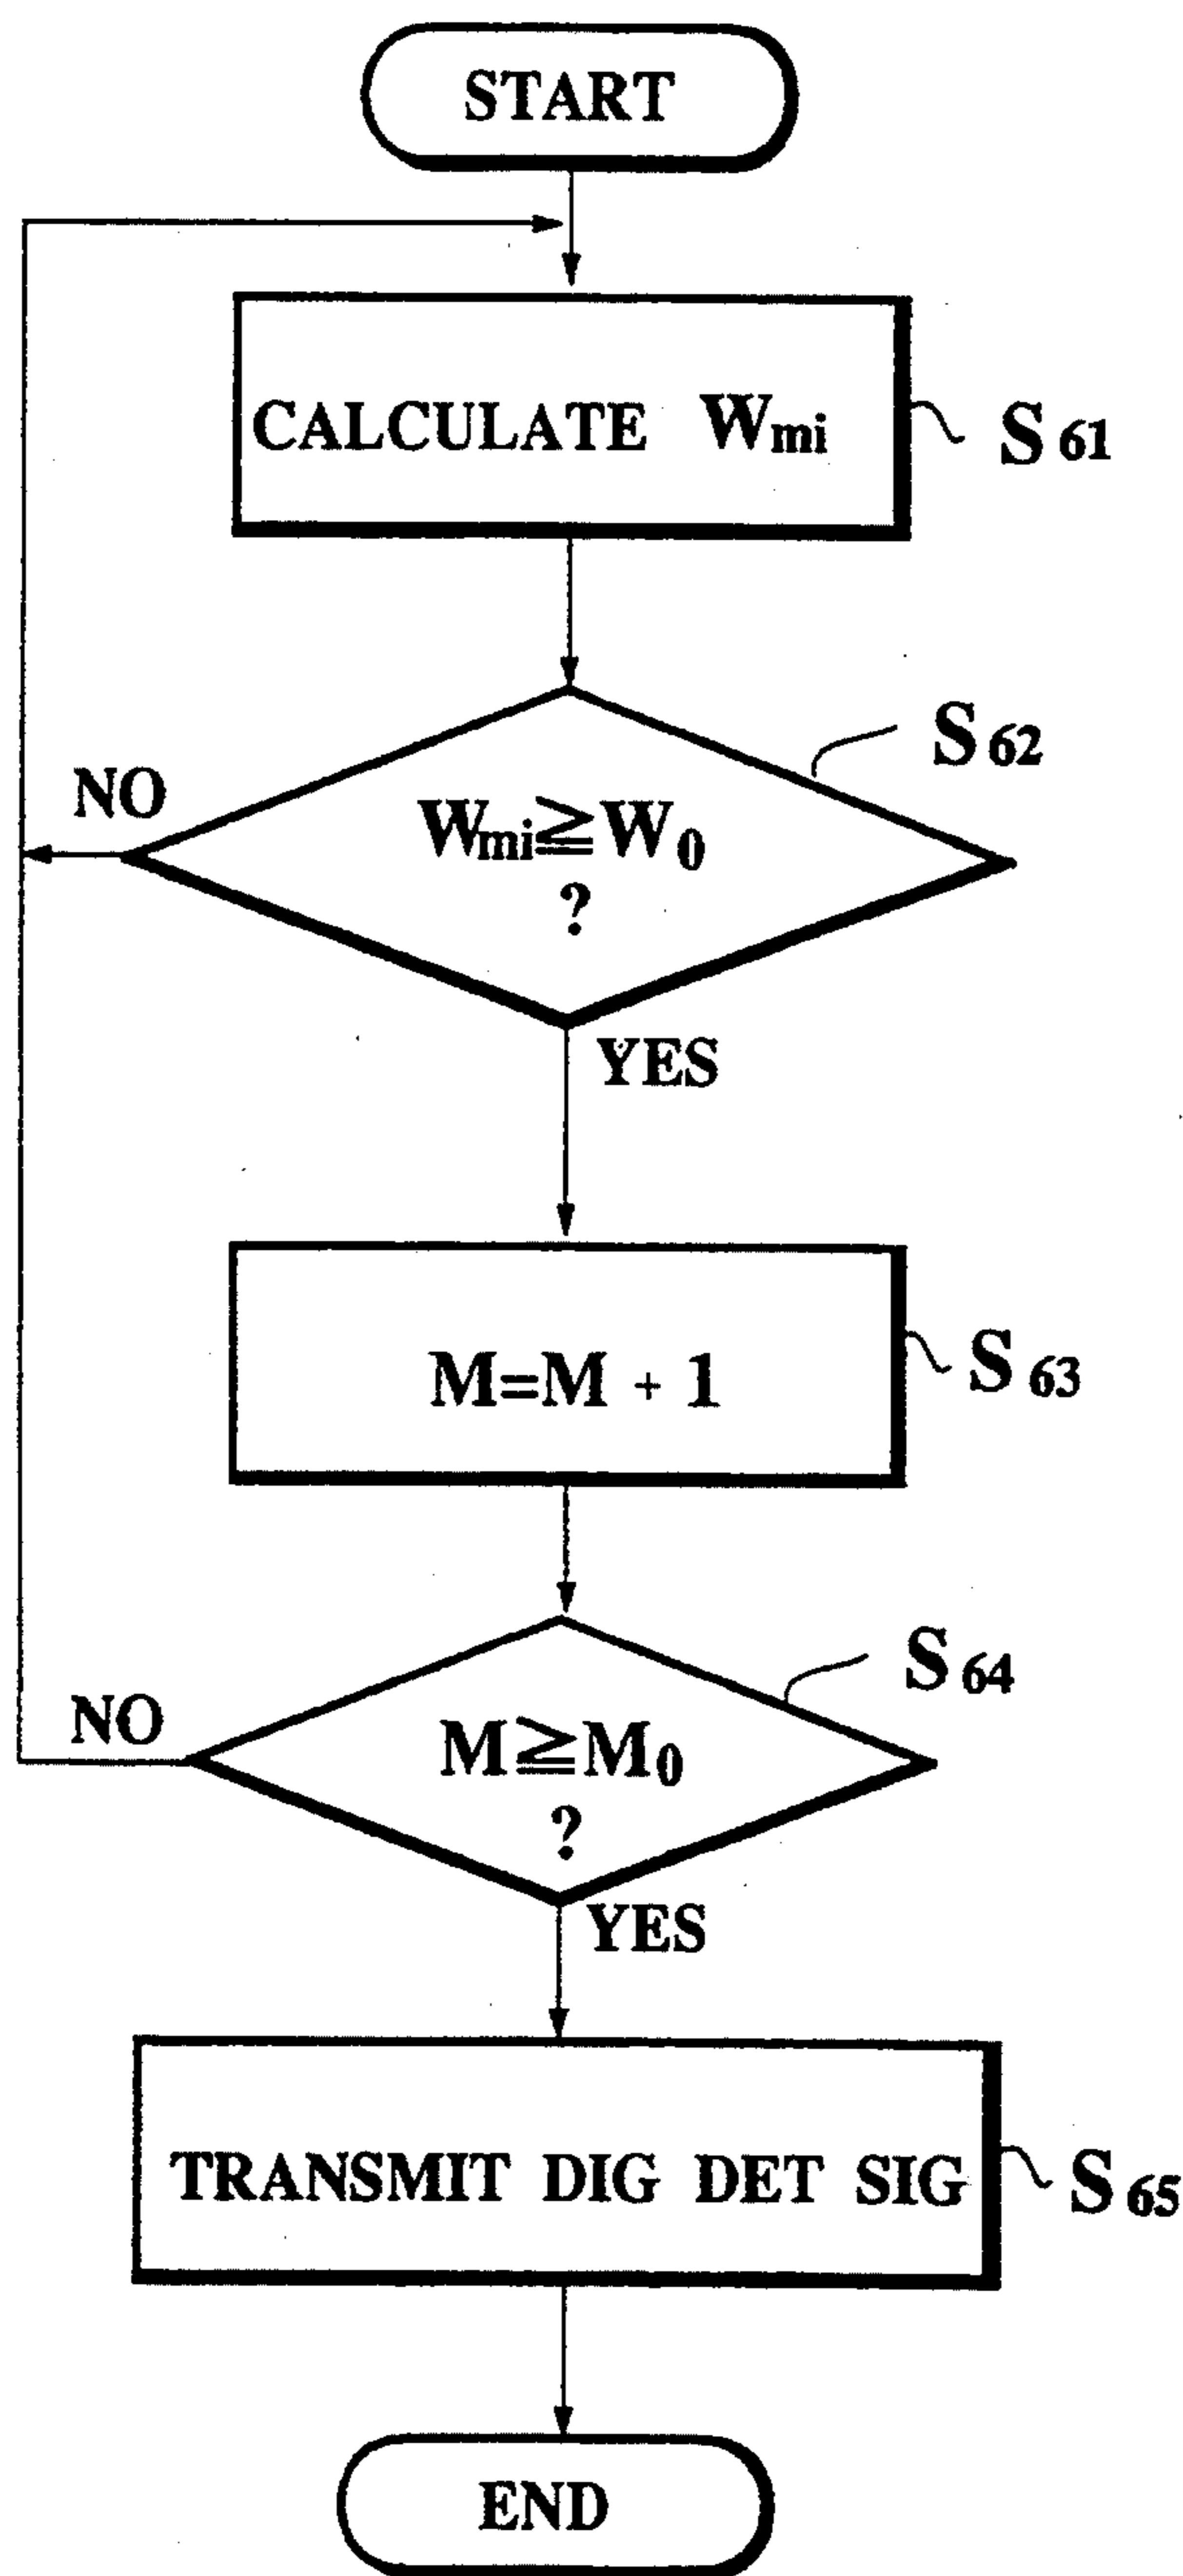 START
CALCULATE Wmi
S61
S62
NO
Wmi≧W0
?
YES
M=M + 1
S63
S64
NO
M≧M0
?
YES
TRANSMIT DIG DET SIG
S65
END